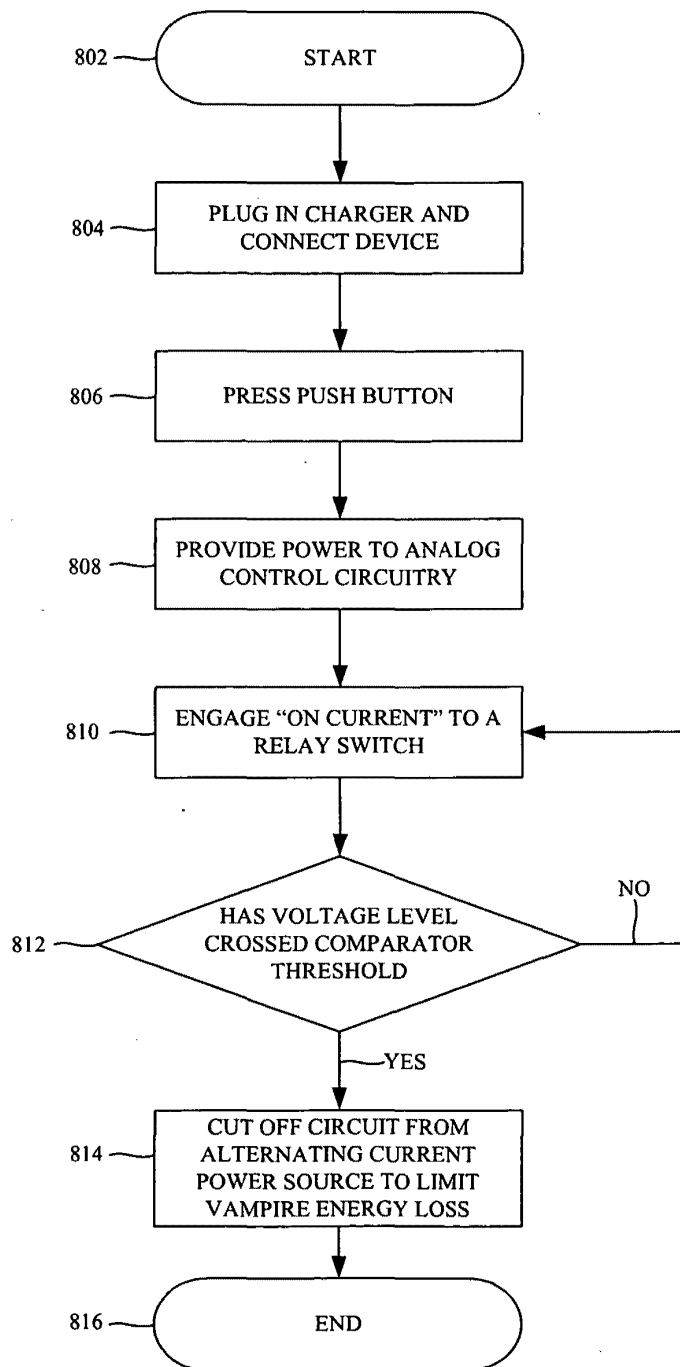 802
START
804
PLUG IN CHARGER AND
CONNECT DEVICE
806
PRESS PUSH BUTTON
808
PROVIDE POWER TO ANALOG
CONTROL CIRCUITRY
810
ENGAGE “ON CURRENT” TO A
RELAY SWITCH
812
HAS VOLTAGE LEVEL
CROSSED COMPARATOR
THRESHOLD
NO
YES
814
CUT OFF CIRCUIT FROM
ALTERNATING CURRENT
POWER SOURCE TO LIMIT
VAMPIRE ENERGY LOSS
816
END